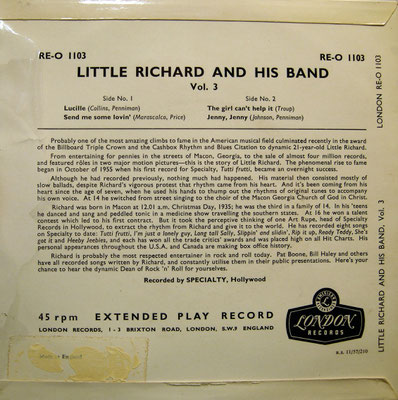 RE-O 1103
RE-O 1103
LITTLE RICHARD AND HIS BAND
Vol. 3
Side No. 1
Lucille (Collins, Penniman)
Send me some lovin' (Marascalca, Price)
Side No. 2
The girl can't help it (Troup)
Jenny, Jenny (Johnson, Penniman)
Probably one of the most amazing climbs to fame in the American musical field culminated recently in the award of the
Billboard Triple Crown and the Cashbox Rhythm and Blues Citation to dynamic 21-year-old Little Richard.
From entertaining for pennies in the streets of Macon, Georgia, to the sale of almost four million records, and
featured rôles in two major motion pictures—this is the story of Little Richard. The phenomenal rise to fame
began in October of 1955 when his first record for Specialty, Tutti frutti, became an overnight success.
Although he had recorded previously, nothing much had happened. His material then consisted mostly of
slow ballads, despite Richard's vigorous protest that rhythm came from his heart. And it's been coming from his
heart since the age of seven, when he used his hands to thump out the rhythms of original tunes to accompany
his own voice. At 14 he switched from street singing to the choir of the Macon Georgia Church of God in Christ.
Richard was born in Macon at 12.01 a.m. Christmas Day, 1935; he was the third in a family of 14. In his 'teens
he danced and sang and peddled tonic in a medicine show travelling the southern states. At 16 he won a talent
contest which led to his first contract. But it took the perceptive thinking of one Art Rupe, head of Specialty
Records in Hollywood, to extract the rhythm from Richard and give it to the world. He has recorded eight songs
on Specialty to date: Tutti frutti, I'm just a lonely guy, Long tall Sally, Slippin' and slidin', Rip it up, Ready Teddy, She's
got it and Heeby Jeebies, and each has won all the trade critics' awards and was placed high on all Hit Charts. His
personal appearances throughout the U.S.A. and Canada are making box office history.
Richard is probably the most respected entertainer in rock and roll today. Pat Boone, Bill Haley and others
have all recorded songs written by Richard, and constantly utilise them in their public presentations. Here's your
chance to hear the dynamic Dean of Rock 'n' Roll for yourselves.
Recorded by SPECIALTY, Hollywood
45 rpm EXTENDED PLAY RECORD
LONDON RECORDS, 1-3 BRIXTON ROAD, LONDON, S.W.9 ENGLAND
Made in England
LONDON
RECORDS
R.S. 11/57/210
LONDON RE-O 1103
LITTLE RICHARD AND HIS BAND, Vol. 3